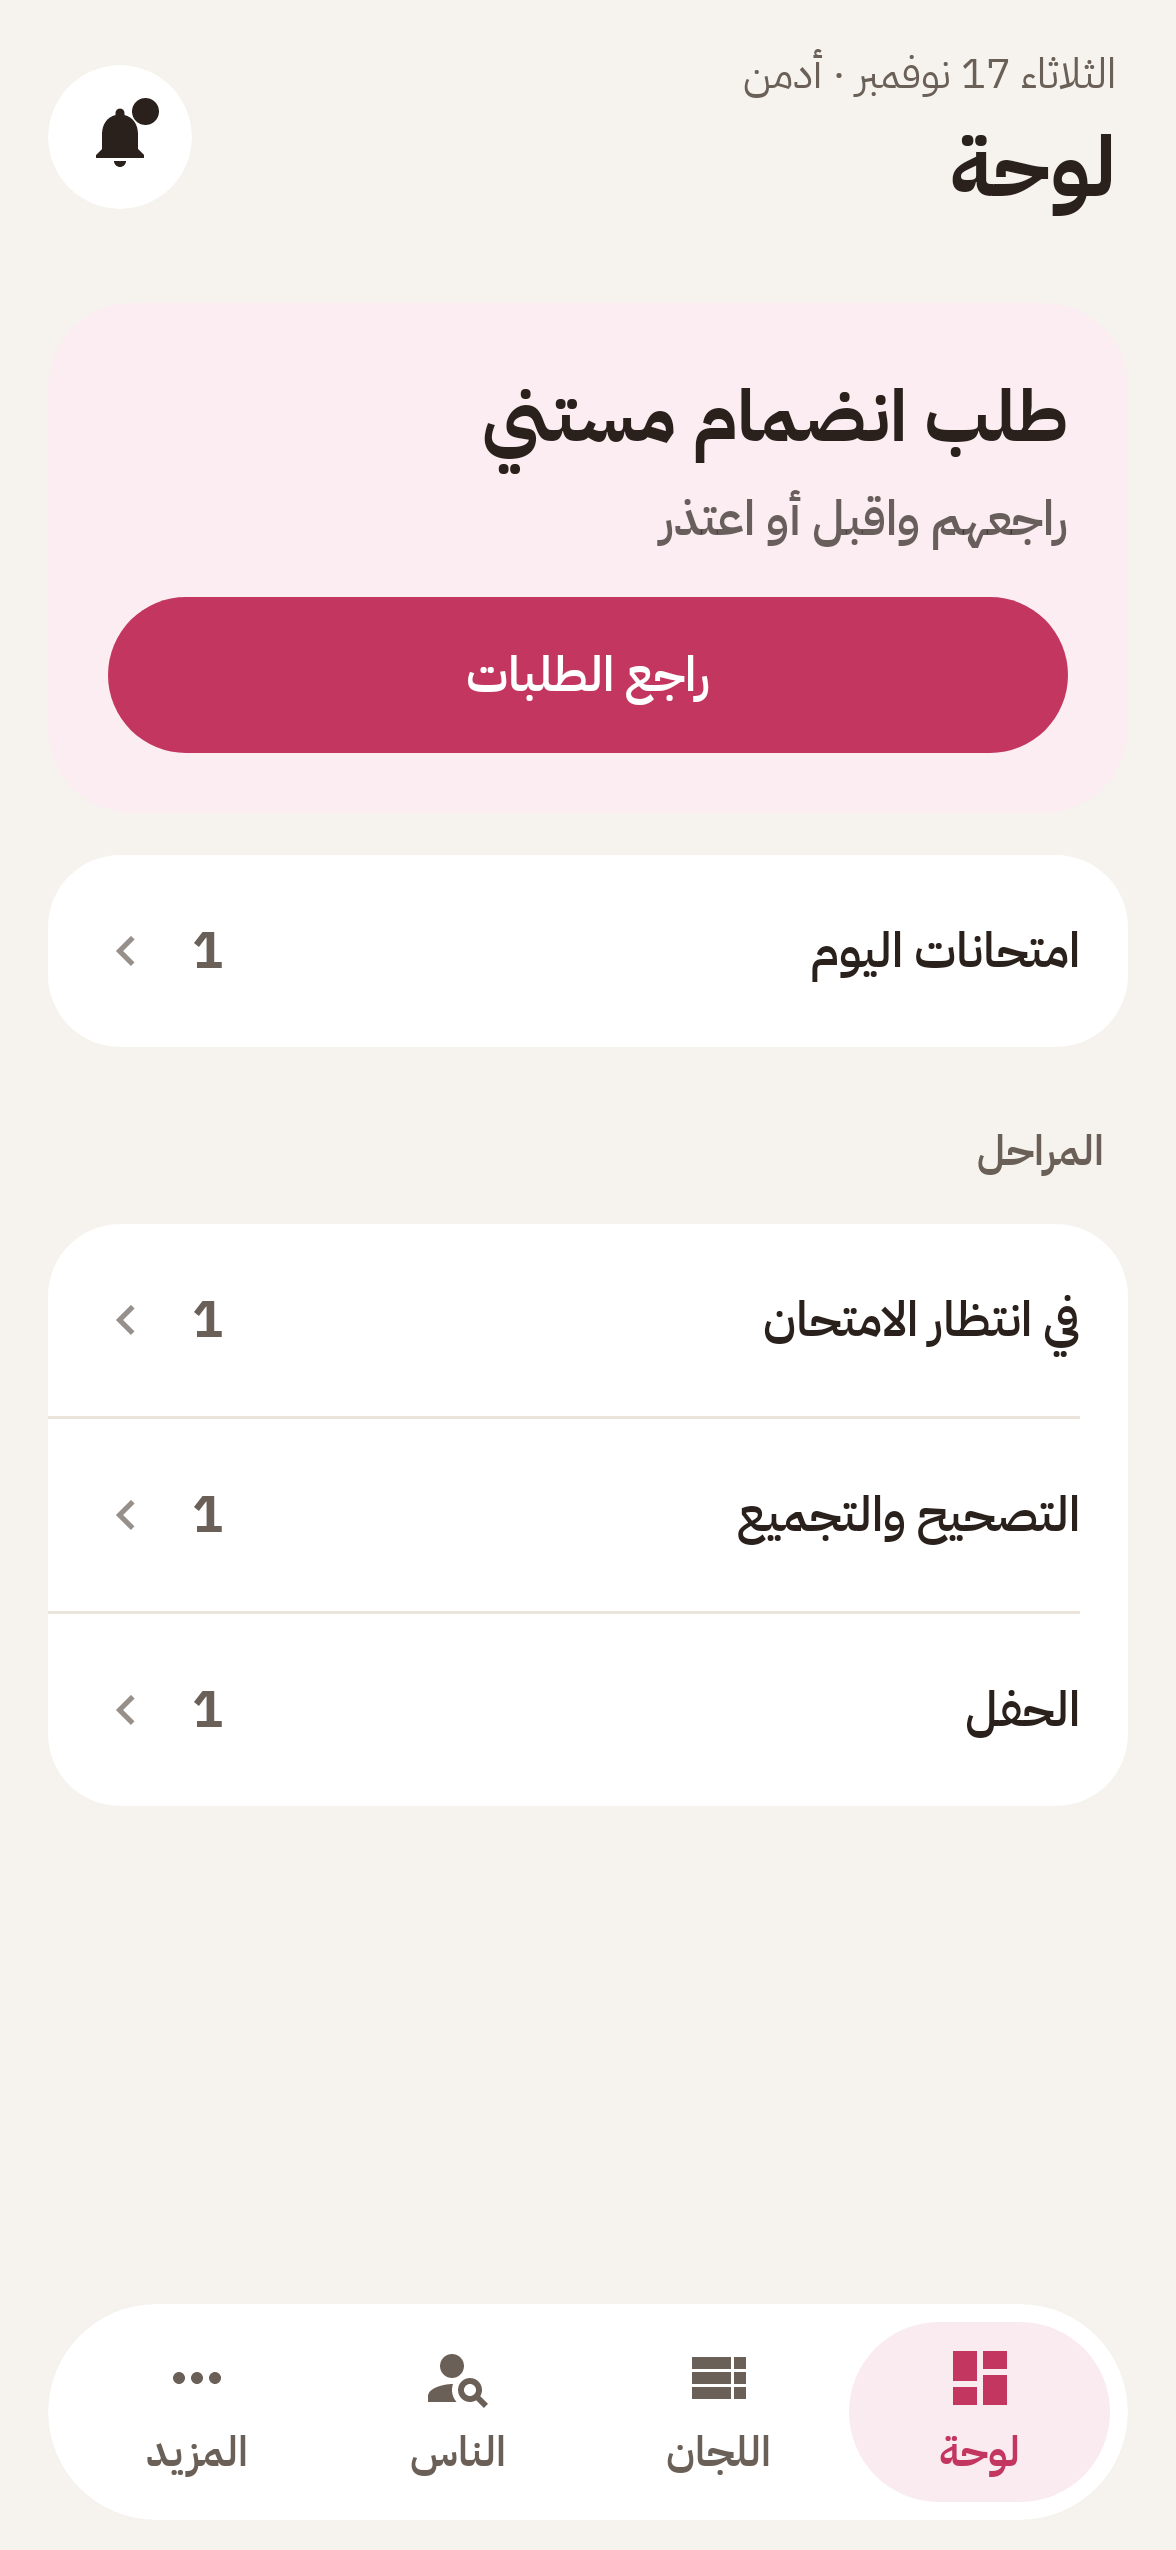 الثلاثاء 17 نوفمبر · أدمن
لوحة
طلب انضمام مستني
راجعهم واقبل أو اعتذر
راجع الطلبات
امتحانات اليوم 1
المراحل
في انتظار الامتحان 1
التصحيح والتجميع 1
الحفل 1
لوحة اللجان الناس المزيد